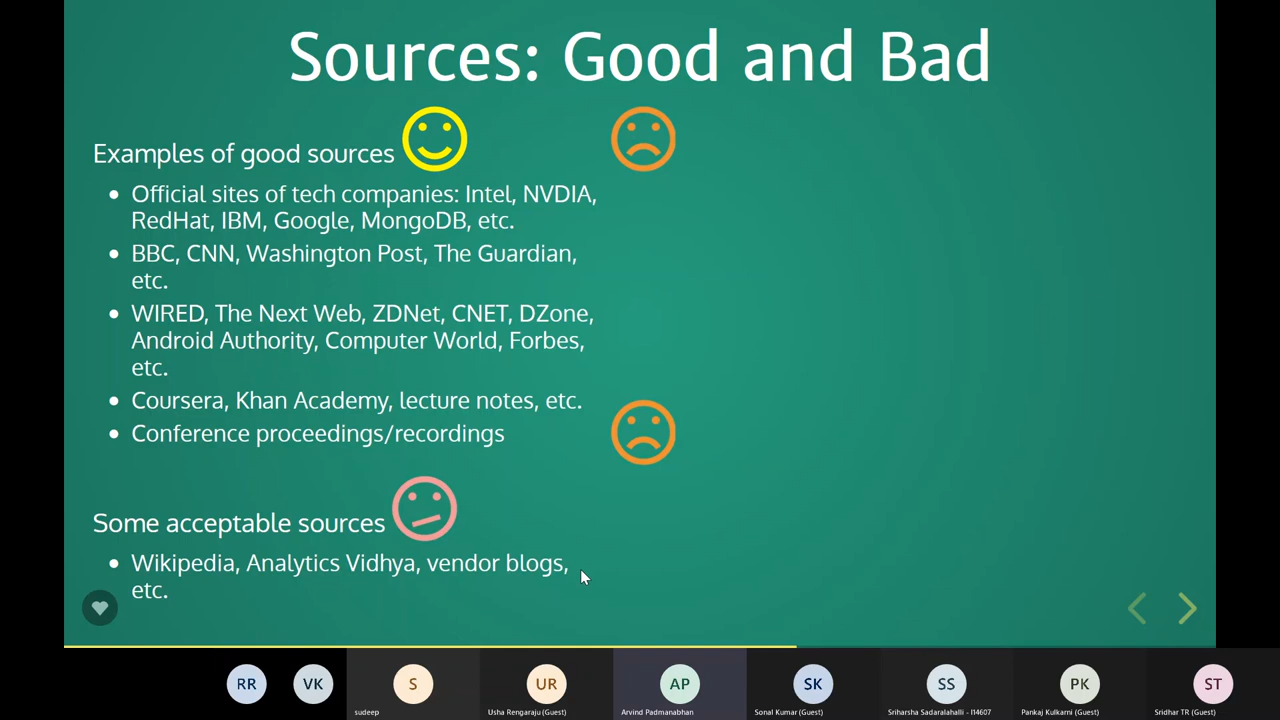 Sources: Good and Bad
Examples of good sources
Official sites of tech companies: Intel, NVDIA,
RedHat, IBM, Google, MongoDB, etc.
BBC, CNN, Washington Post, The Guardian,
etc.
WIRED, The Next Web, ZDNet, CNET, DZone,
Android Authority, Computer World, Forbes,
etc.
Coursera, Khan Academy, lecture notes, etc.
Conference proceedings/recordings
Some acceptable sources
Wikipedia, Analytics Vidhya, vendor blogs,
etc.
RR VK S UR AP SK SS PK ST
sudeep Usha Rengaraju (Guest) Arvind Padmanabhan Sonal Kumar (Guest) Sriharsha Sadaralahalli - I14607 Pankaj Kulkarni (Guest) Sridhar TR (Guest)